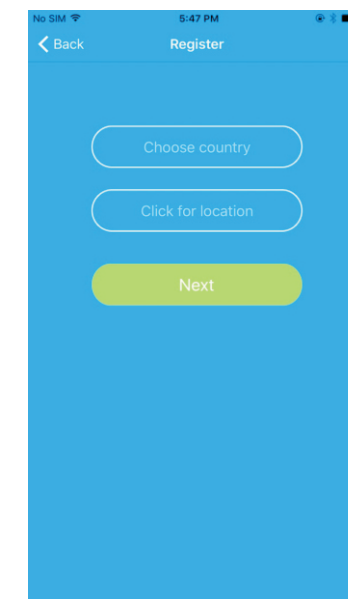 No SIM 5:47 PM
Back Register
Choose country
Click for location
Next